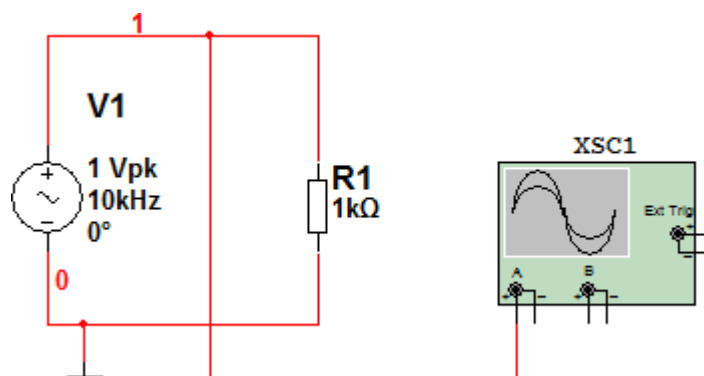 1
V1
1 Vpk
10kHz
0°
0
R1
1kΩ
XSC1
Ext Trig
+
−
A
B
+
−
+
−